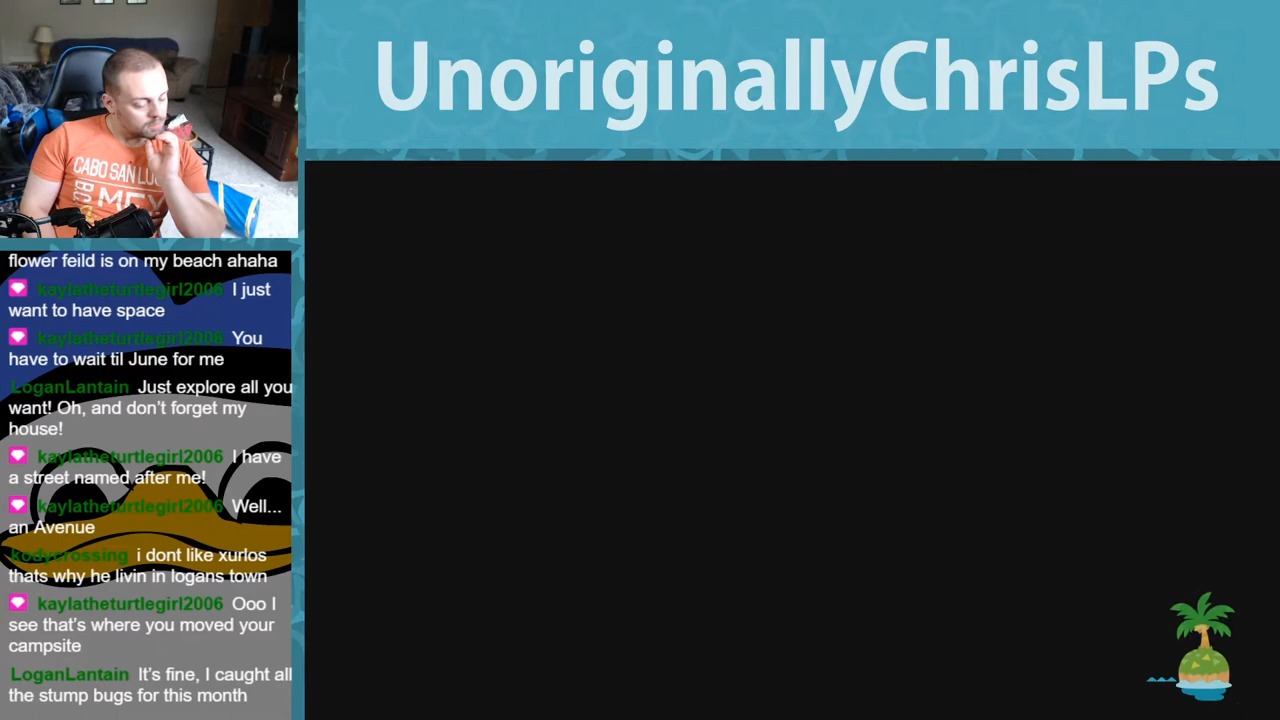 UnoriginallyChrisLPs
CABO SAN LUC
MEX
flower feild is on my beach ahaha
kaylatheturtlegirl2006 I just
want to have space
kaylatheturtlegirl2006 You
have to wait til June for me
LoganLantain Just explore all you
want! Oh, and don't forget my
house!
kaylatheturtlegirl2006 I have
a street named after me!
kaylatheturtlegirl2006 Well...
an Avenue
kodycrossing i dont like xurlos
thats why he livin in logans town
kaylatheturtlegirl2006 Ooo I
see that's where you moved your
campsite
LoganLantain It's fine, I caught all
the stump bugs for this month